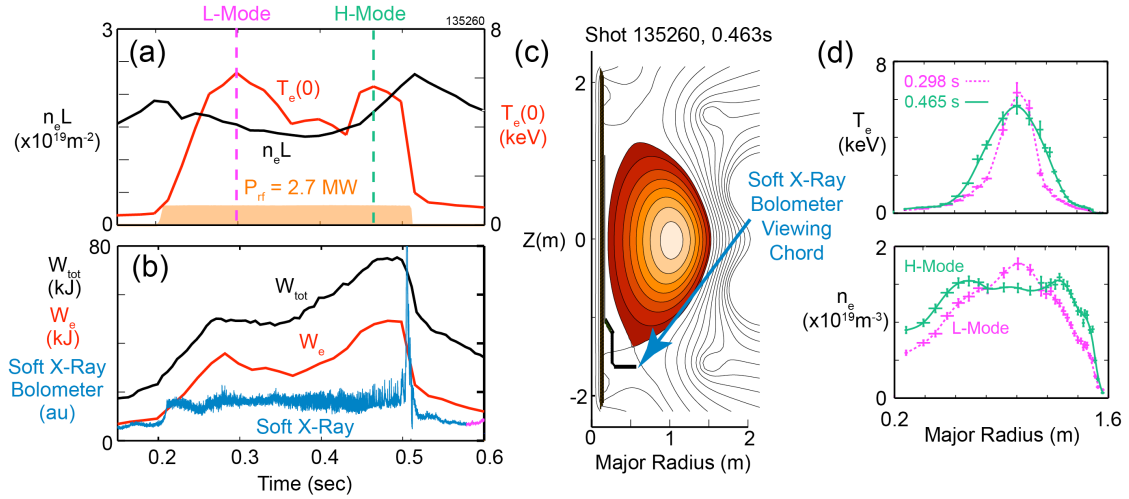 L-Mode
H-Mode
135260
3
(a)
8
n_eL
(x10^19m^-2)
T_e(0)
n_eL
T_e(0)
(keV)
P_rf = 2.7 MW
0
0
80
(b)
W_tot
(kJ)
W_e
(kJ)
Soft X-Ray
Bolometer
(au)
W_tot
W_e
Soft X-Ray
0
0.2
0.3
0.4
0.5
0.6
Time (sec)
(c)
Shot 135260, 0.463s
2
Z(m)
0
-2
Soft X-Ray
Bolometer
Viewing
Chord
0
1
2
Major Radius (m)
(d)
8
0.298 s
0.465 s
T_e
(keV)
0
2
H-Mode
n_e
(x10^19m^-3)
L-Mode
0
0.2
1.6
Major Radius (m)